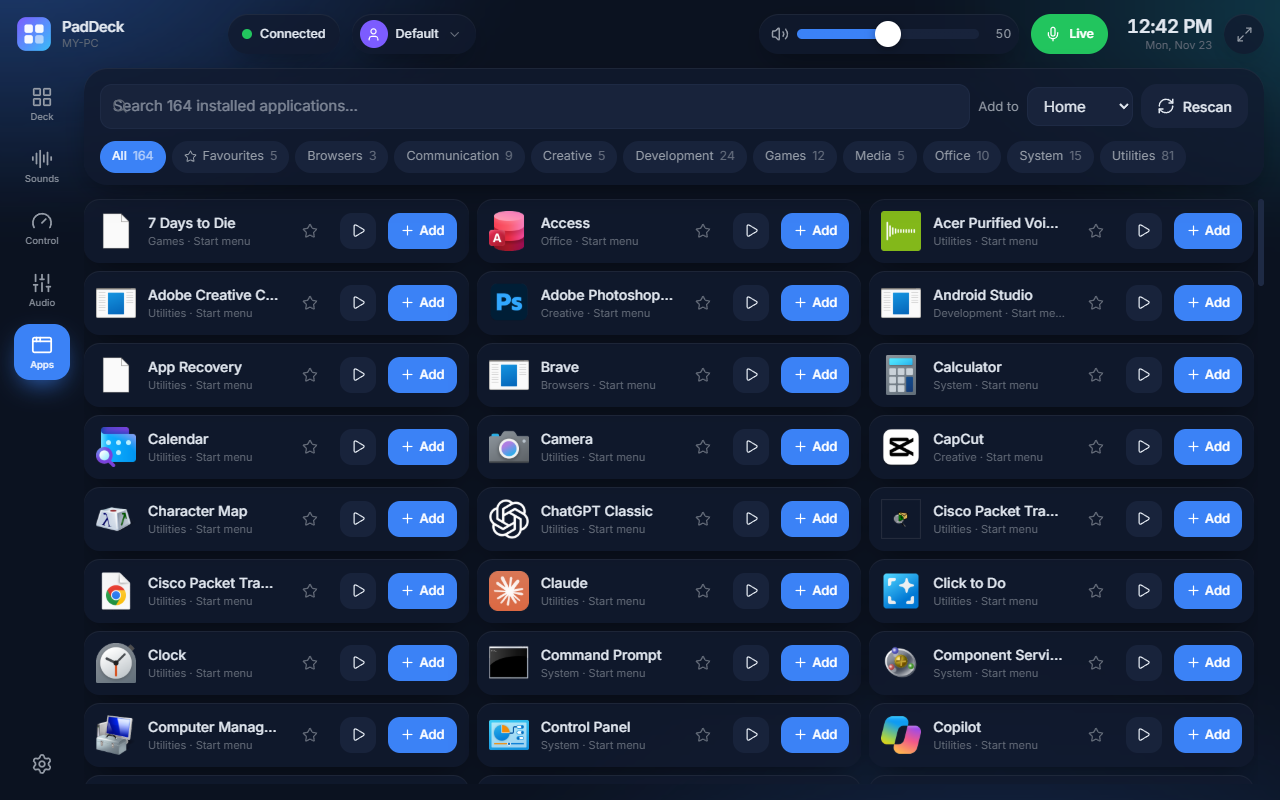 PadDeck
MY-PC
Connected
Default
50
Live
12:42 PM
Mon, Nov 23
Deck
Sounds
Control
Audio
Apps
Search 164 installed applications...
Add to
Home
Rescan
All 164
Favourites 5
Browsers 3
Communication 9
Creative 5
Development 24
Games 12
Media 5
Office 10
System 15
Utilities 81
7 Days to Die
Games · Start menu
Add
A
Access
Office · Start menu
Add
Acer Purified Voi...
Utilities · Start menu
Add
Adobe Creative C...
Utilities · Start menu
Add
Ps
Adobe Photoshop...
Creative · Start menu
Add
Android Studio
Development · Start me...
Add
App Recovery
Utilities · Start menu
Add
Brave
Browsers · Start menu
Add
Calculator
System · Start menu
Add
Calendar
Utilities · Start menu
Add
Camera
Utilities · Start menu
Add
CapCut
Creative · Start menu
Add
Character Map
Utilities · Start menu
Add
ChatGPT Classic
Utilities · Start menu
Add
Cisco Packet Tra...
Utilities · Start menu
Add
Cisco Packet Tra...
Utilities · Start menu
Add
Claude
Utilities · Start menu
Add
Click to Do
Utilities · Start menu
Add
Clock
Utilities · Start menu
Add
Command Prompt
System · Start menu
Add
Component Servi...
System · Start menu
Add
Computer Manag...
Utilities · Start menu
Add
Control Panel
System · Start menu
Add
Copilot
Utilities · Start menu
Add